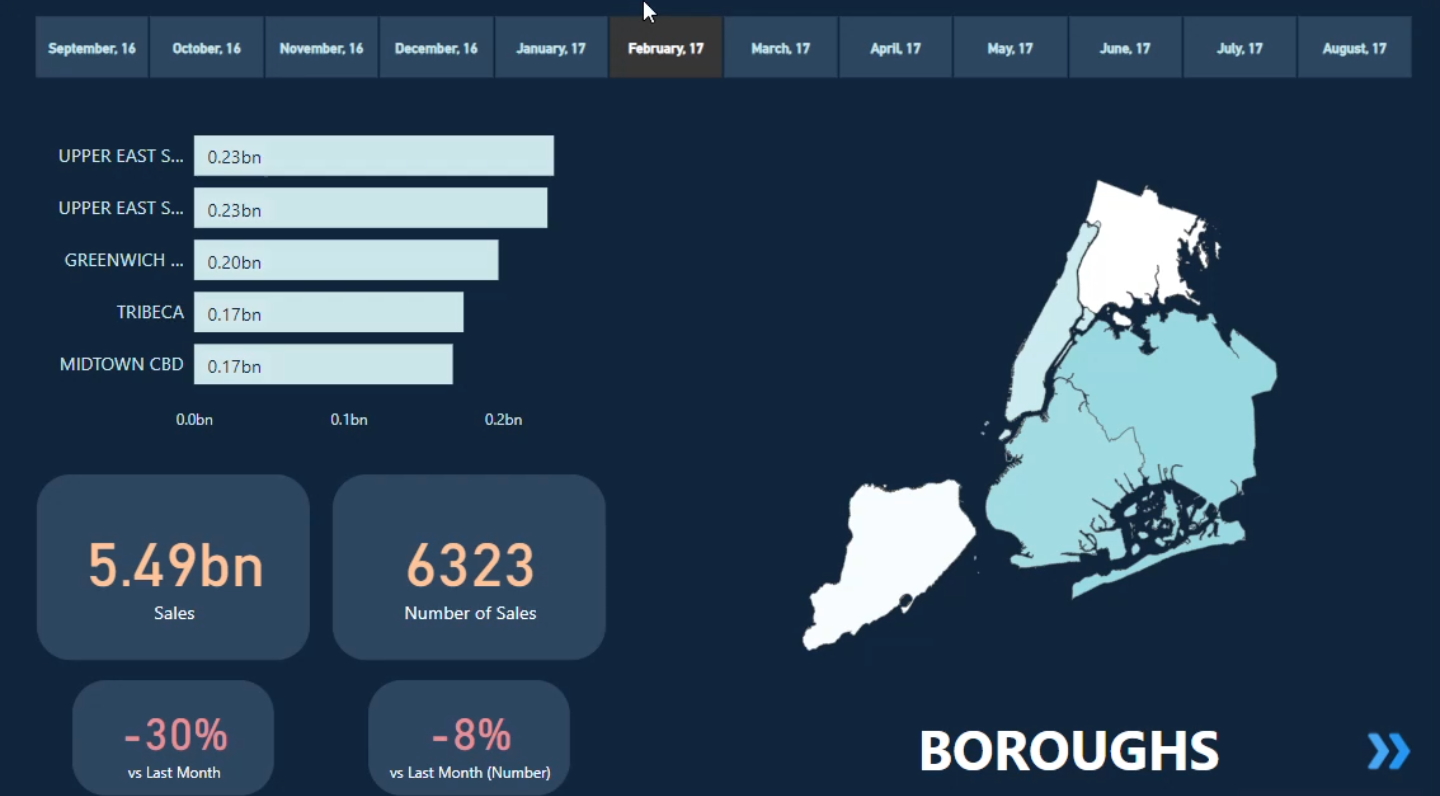 September, 16 October, 16 November, 16 December, 16 January, 17 February, 17 March, 17 April, 17 May, 17 June, 17 July, 17 August, 17
UPPER EAST S... 0.23bn
UPPER EAST S... 0.23bn
GREENWICH ... 0.20bn
TRIBECA 0.17bn
MIDTOWN CBD 0.17bn
0.0bn 0.1bn 0.2bn
5.49bn
Sales
6323
Number of Sales
-30%
vs Last Month
-8%
vs Last Month (Number)
BOROUGHS